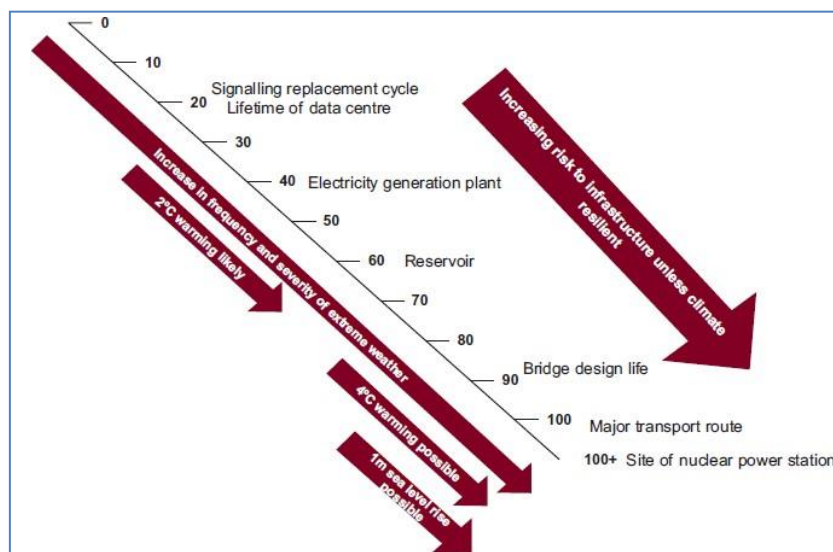 0
10
20
Signalling replacement cycle
Lifetime of data centre
30
40
Electricity generation plant
50
60
Reservoir
70
80
90
Bridge design life
100
Major transport route
100+ Site of nuclear power station
Increase in frequency and severity of extreme weather
2°C warming likely
4°C warming possible
1m sea level rise
possible
Increasing risk to infrastructure unless climate
resilient